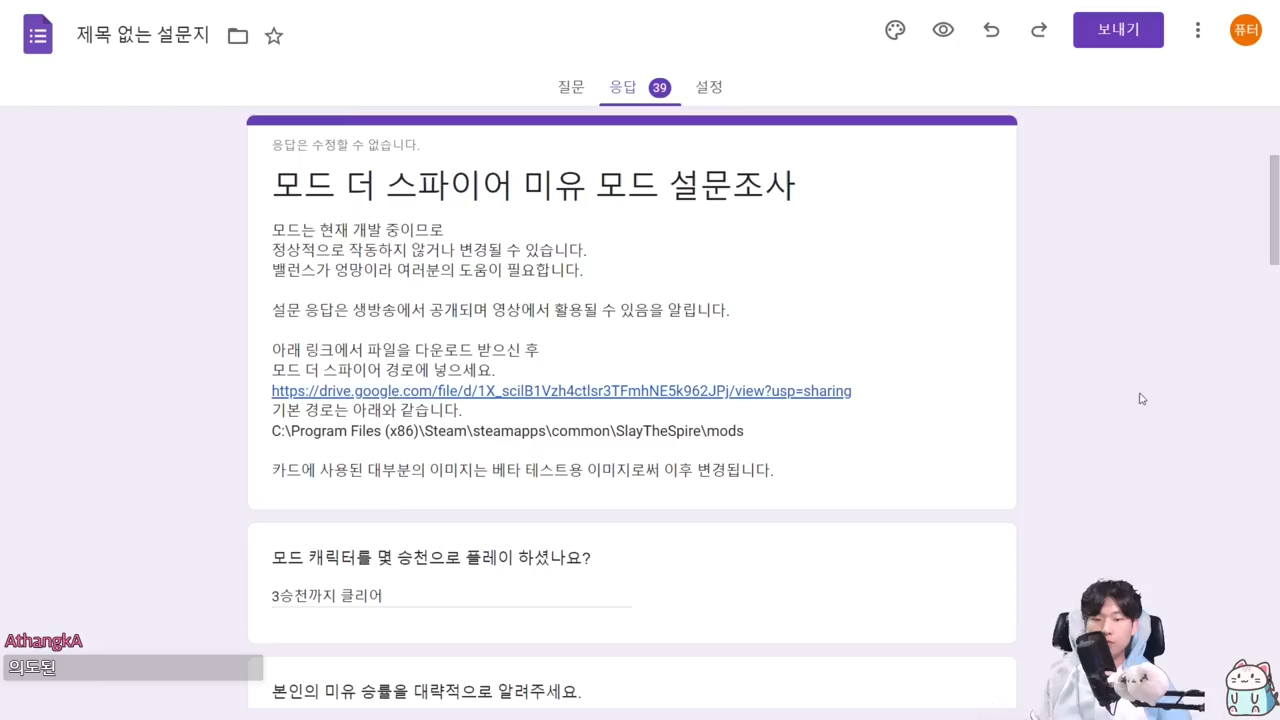 제목 없는 설문지
보내기
퓨터
질문
응답 39
설정
응답은 수정할 수 없습니다.
모드 더 스파이어 미유 모드 설문조사
모드는 현재 개발 중이므로
정상적으로 작동하지 않거나 변경될 수 있습니다.
밸런스가 엉망이라 여러분의 도움이 필요합니다.
설문 응답은 생방송에서 공개되며 영상에서 활용될 수 있음을 알립니다.
아래 링크에서 파일을 다운로드 받으신 후
모드 더 스파이어 경로에 넣으세요.
https://drive.google.com/file/d/1X_scilB1Vzh4ctlsr3TFmhNE5k962JPj/view?usp=sharing
기본 경로는 아래와 같습니다.
C:\Program Files (x86)\Steam\steamapps\common\SlayTheSpire\mods
카드에 사용된 대부분의 이미지는 베타 테스트용 이미지로써 이후 변경됩니다.
모드 캐릭터를 몇 승천으로 플레이 하셨나요?
3승천까지 클리어
AthangkA
의도된
본인의 미유 승률을 대략적으로 알려주세요.